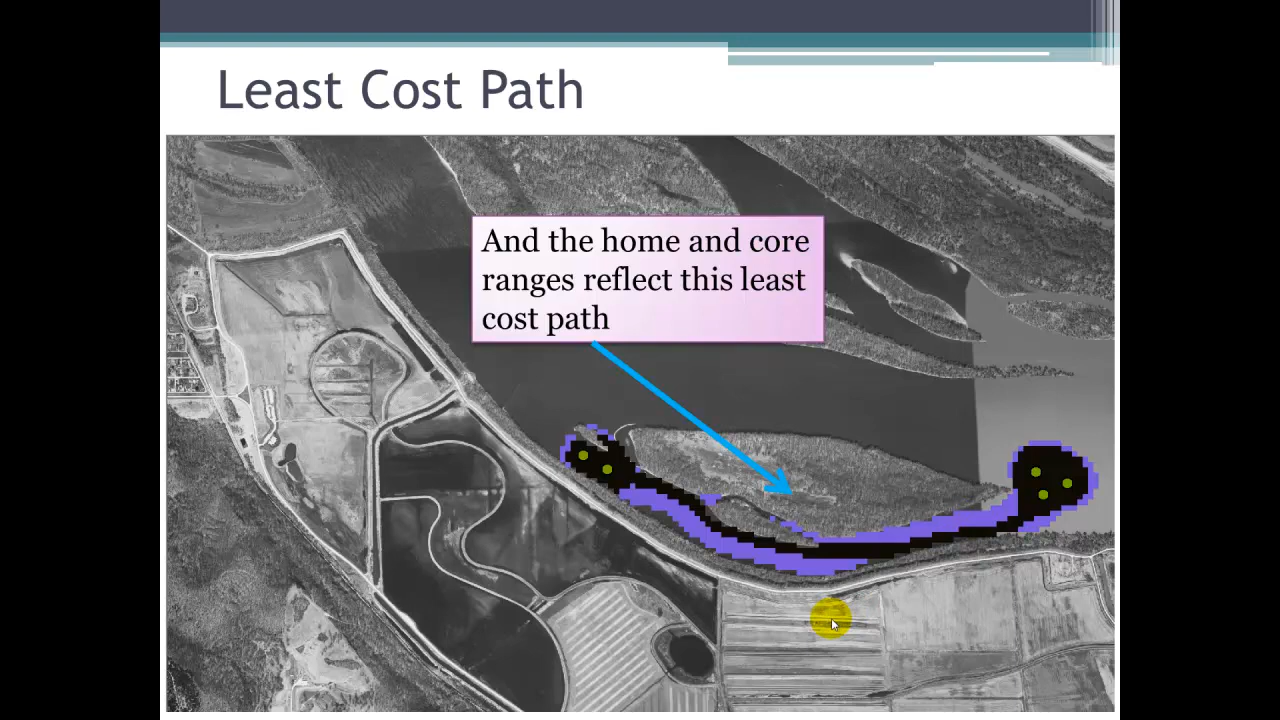 Least Cost Path
And the home and core
ranges reflect this least
cost path